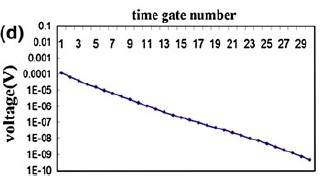 time gate number
(d)
0.1
1 3 5 7 9 11 13 15 17 19 21 23 25 27 29
0.01
0.001
0.0001
1E-05
1E-06
1E-07
1E-08
1E-09
1E-10
voltage(V)